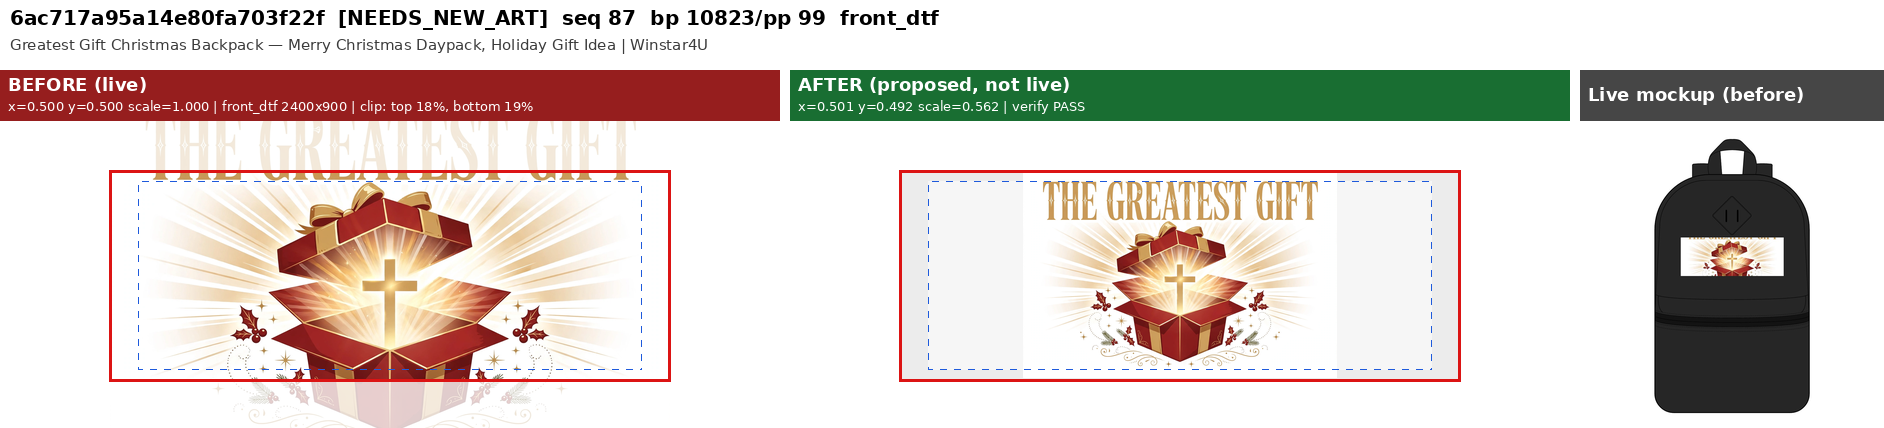 6ac717a95a14e80fa703f22f [NEEDS_NEW_ART] seq 87 bp 10823/pp 99 front_dtf
Greatest Gift Christmas Backpack — Merry Christmas Daypack, Holiday Gift Idea | Winstar4U
BEFORE (live)
x=0.500 y=0.500 scale=1.000 | front_dtf 2400x900 | clip: top 18%, bottom 19%
AFTER (proposed, not live)
x=0.501 y=0.492 scale=0.562 | verify PASS
Live mockup (before)
THE GREATEST GIFT
THE GREATEST GIFT